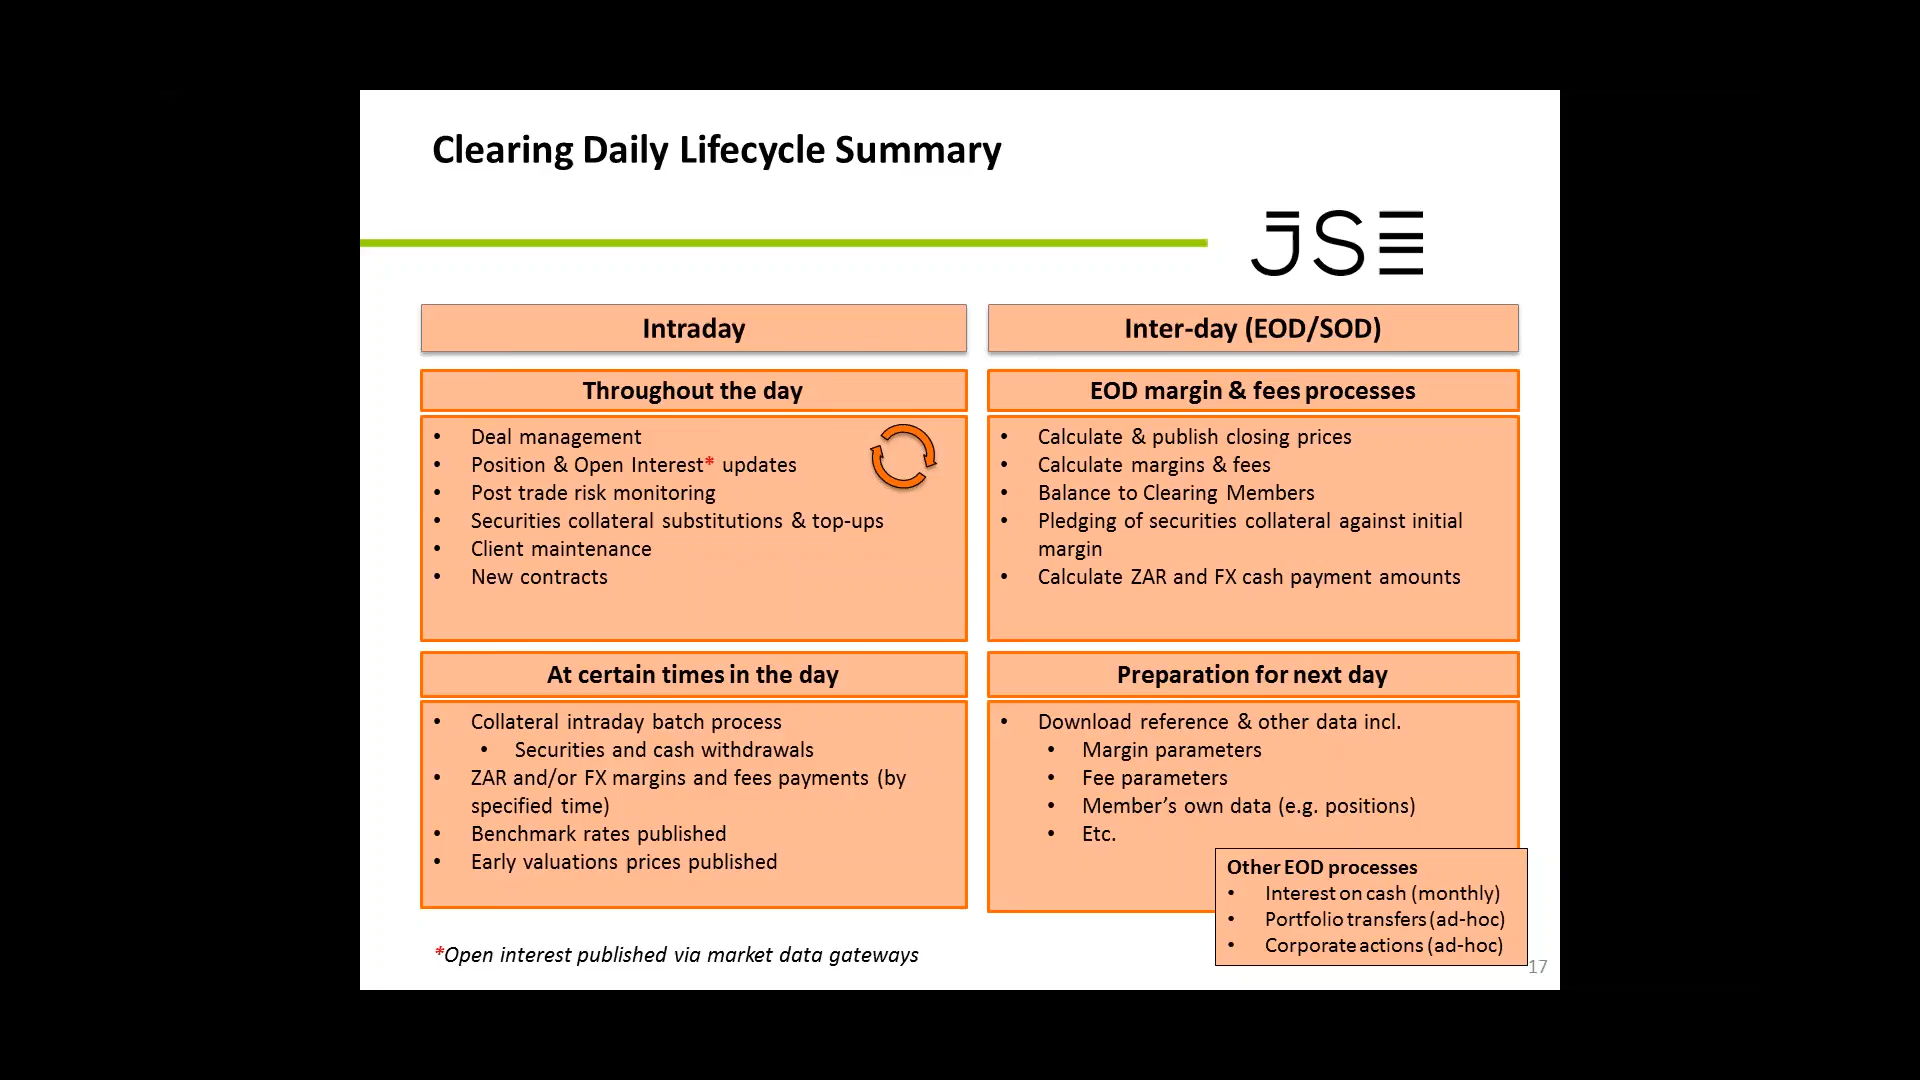 Clearing Daily Lifecycle Summary
JSE
Intraday
Throughout the day
• Deal management
• Position & Open Interest* updates
• Post trade risk monitoring
• Securities collateral substitutions & top-ups
• Client maintenance
• New contracts
At certain times in the day
• Collateral intraday batch process
• Securities and cash withdrawals
• ZAR and/or FX margins and fees payments (by
specified time)
• Benchmark rates published
• Early valuations prices published
Inter-day (EOD/SOD)
EOD margin & fees processes
• Calculate & publish closing prices
• Calculate margins & fees
• Balance to Clearing Members
• Pledging of securities collateral against initial
margin
• Calculate ZAR and FX cash payment amounts
Preparation for next day
• Download reference & other data incl.
• Margin parameters
• Fee parameters
• Member’s own data (e.g. positions)
• Etc.
Other EOD processes
• Interest on cash (monthly)
• Portfolio transfers (ad-hoc)
• Corporate actions (ad-hoc)
*Open interest published via market data gateways
17